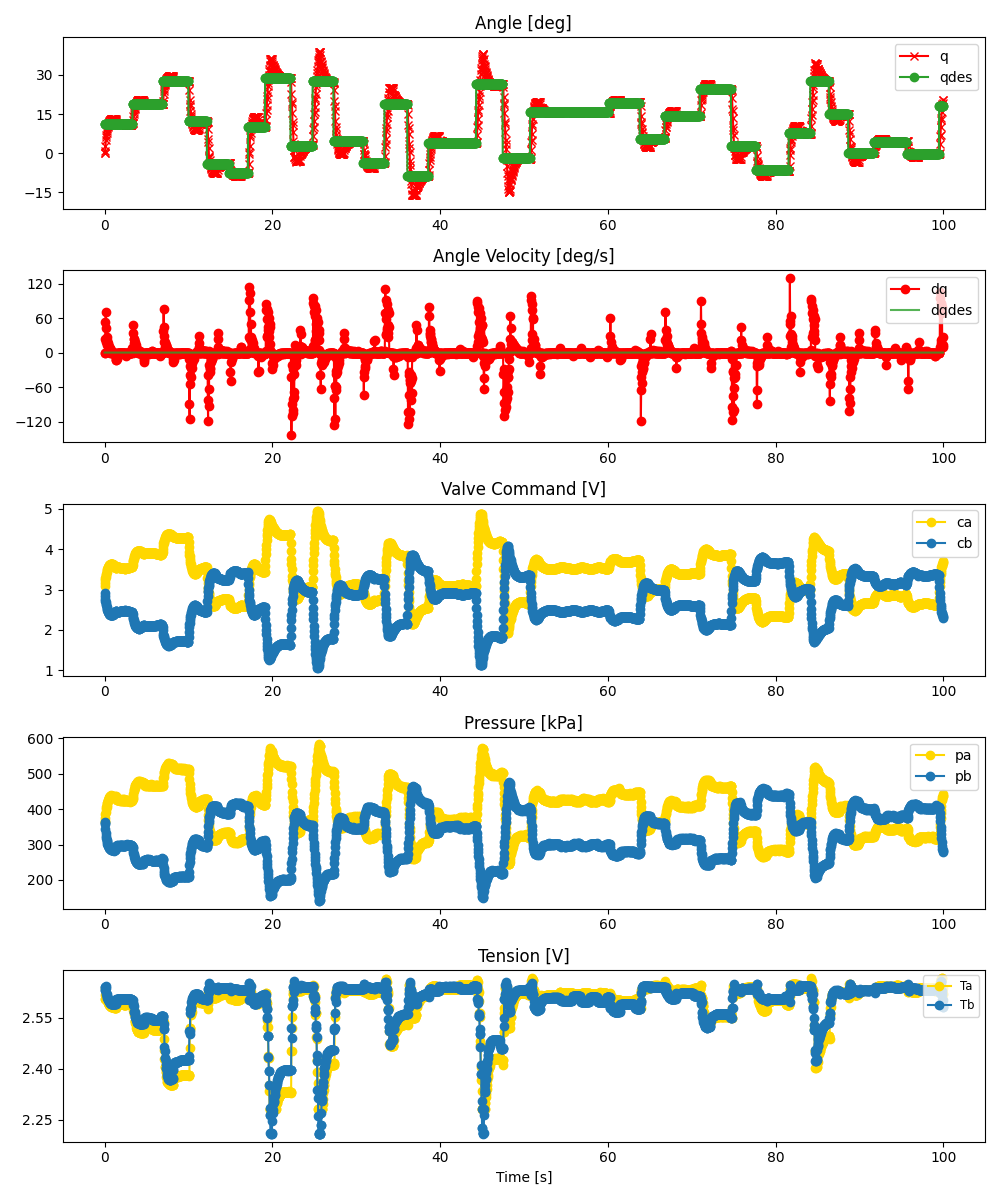 Angle [deg]
30
15
0
−15
q
qdes
0 20 40 60 80 100
Angle Velocity [deg/s]
120
60
0
−60
−120
dq
dqdes
0 20 40 60 80 100
Valve Command [V]
5
4
3
2
1
ca
cb
0 20 40 60 80 100
Pressure [kPa]
600
500
400
300
200
pa
pb
0 20 40 60 80 100
Tension [V]
2.55
2.40
2.25
Ta
Tb
0 20 40 60 80 100
Time [s]